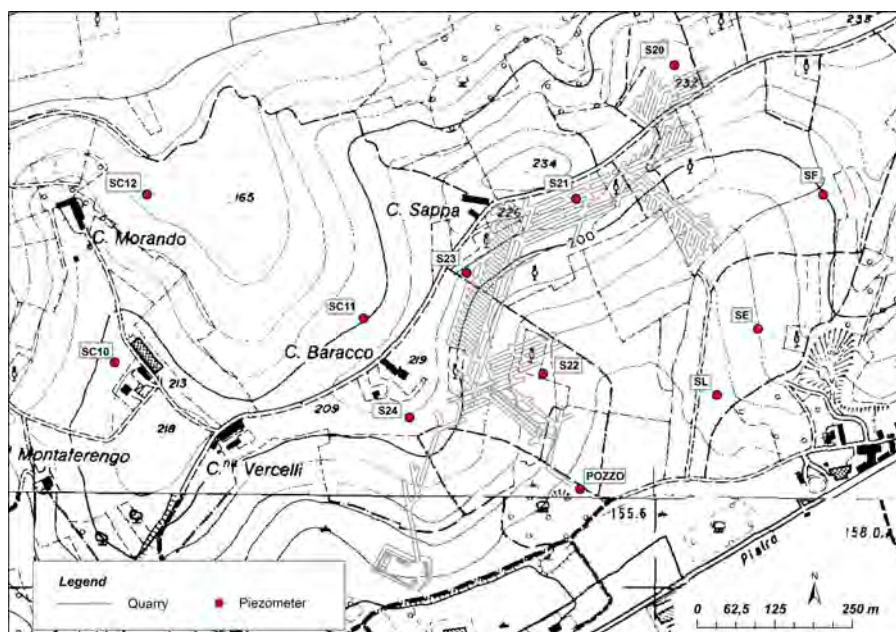 238
S20
232
SC12
165
234
S21
SF
C. Sappa
226
C. Morando
200
S23
SC11
SE
C. Baracco
SC10
219
S22
213
SL
209
S24
218
Montaferengo
C.na Vercelli
POZZO
155.6
158.0
Piatra
Legend
Quarry
Piezometer
N
0 62,5 125 250 m